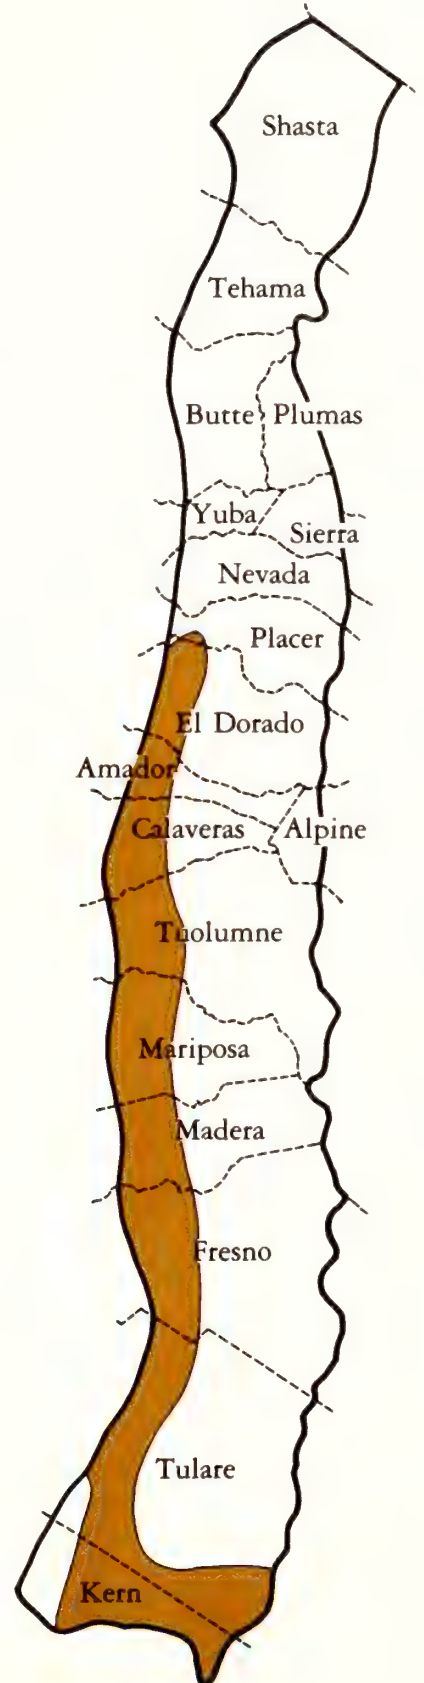 Shasta
Tehama
Butte Plumas
Yuba
Sierra
Nevada
Placer
El Dorado
Amador
Calaveras Alpine
Tuolumne
Mariposa
Madera
Fresno
Tulare
Kern